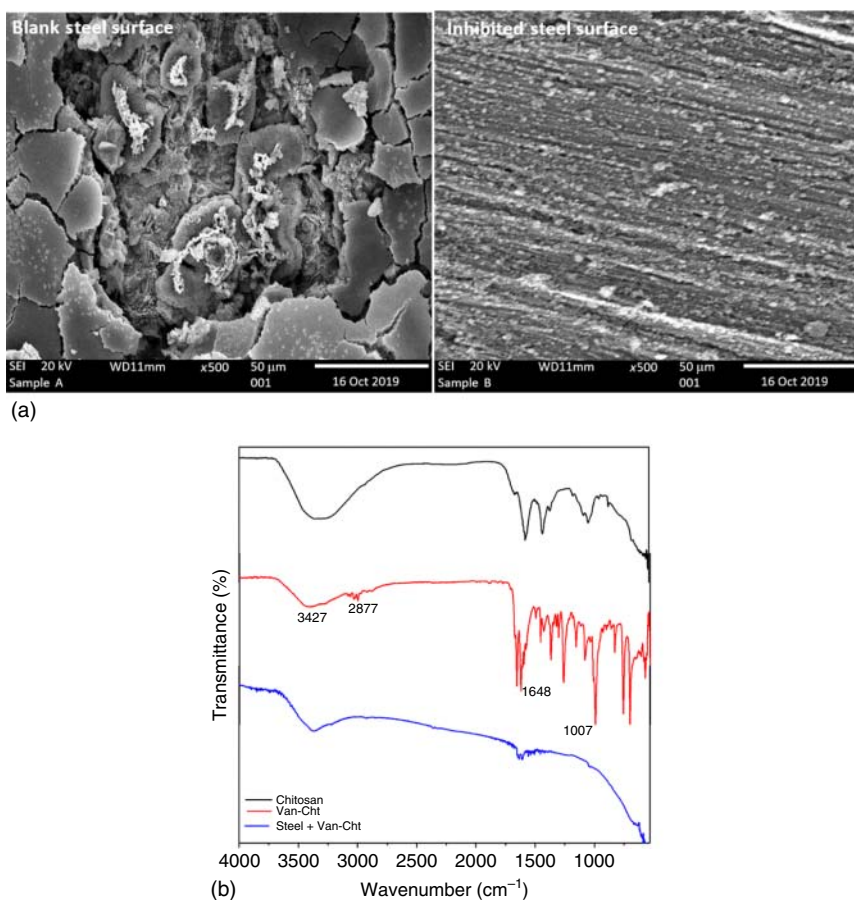 Blank steel surface
Inhibited steel surface
SEI 20 kV WD11mm x500 50 µm
Sample A 001 16 Oct 2019
SEI 20 kV WD11mm x500 50 µm
Sample B 001 16 Oct 2019
(a)
Transmittance (%)
3427
2877
1648
1007
Chitosan
Van-Cht
Steel + Van-Cht
4000 3500 3000 2500 2000 1500 1000
Wavenumber (cm⁻¹)
(b)